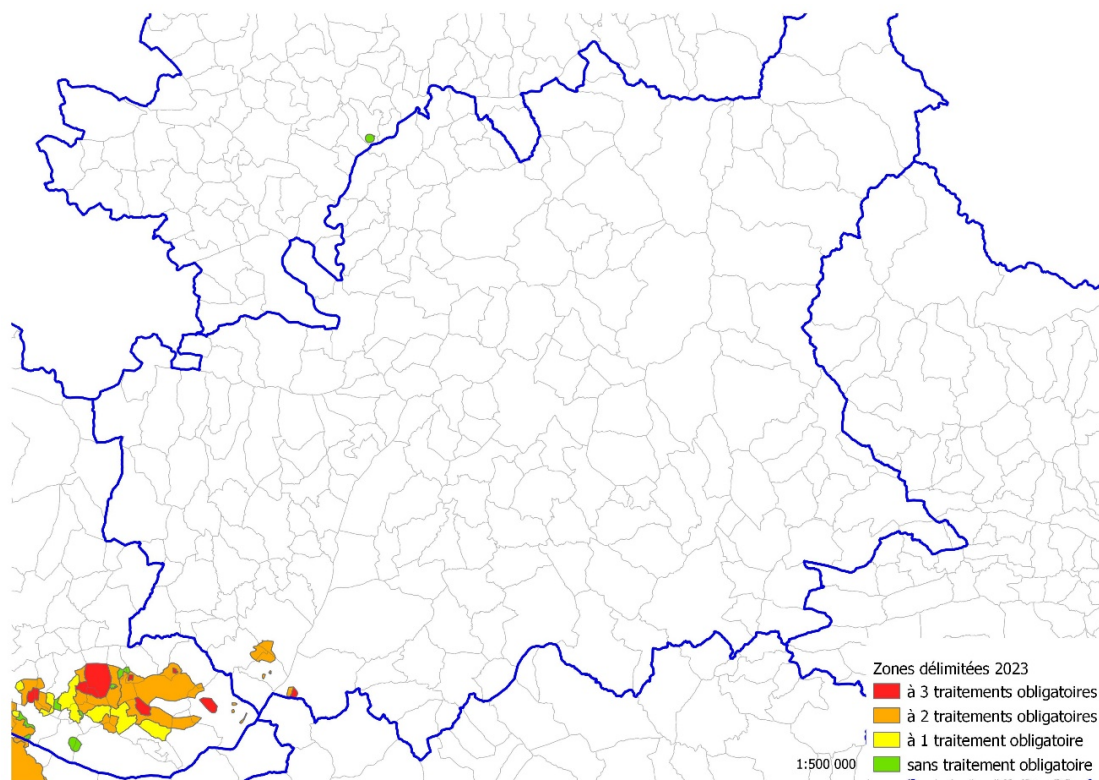 Zones délimitées 2023
à 3 traitements obligatoires
à 2 traitements obligatoires
à 1 traitement obligatoire
1:500 000
sans traitement obligatoire